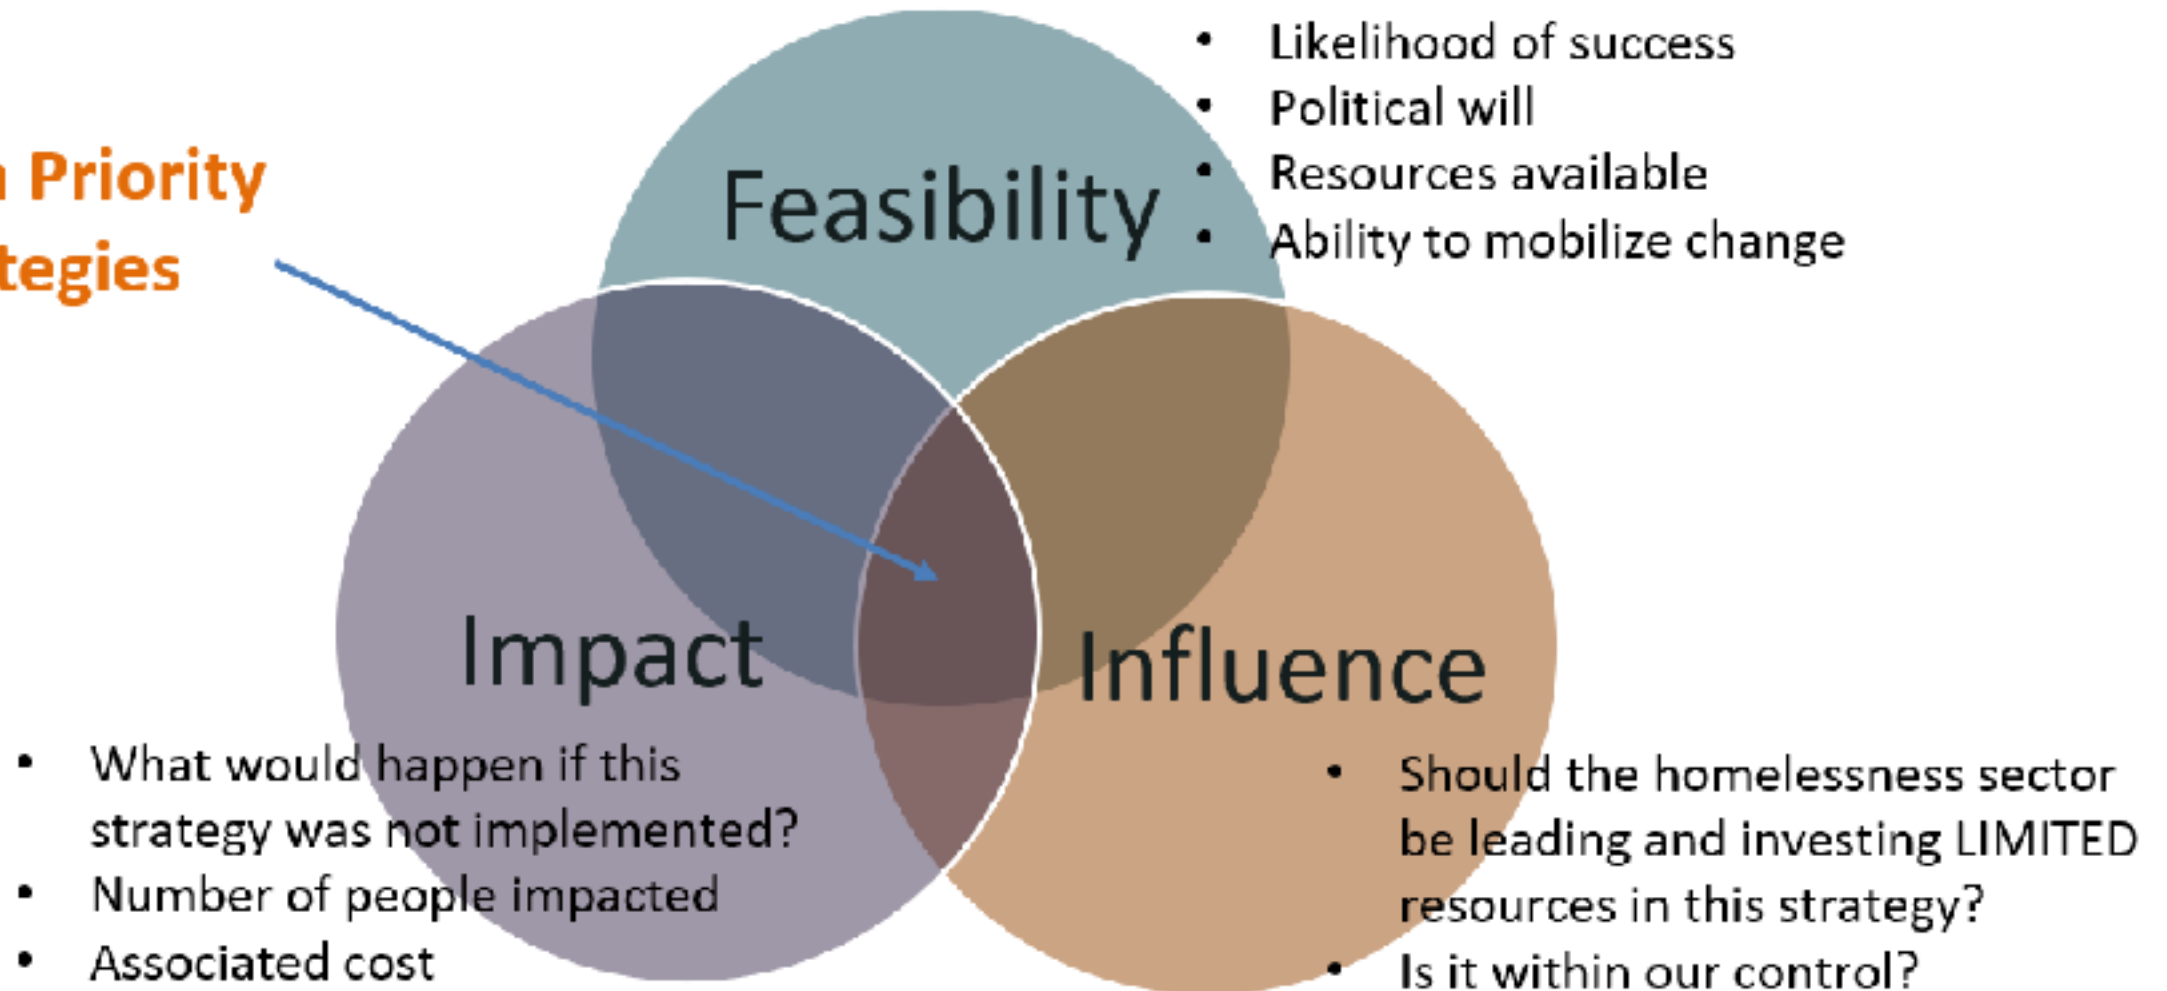 • Likelihood of success
• Political will
• Resources available
• Ability to mobilize change
Priority
tegies
Feasibility
Impact
Influence
• What would happen if this
strategy was not implemented?
• Number of people impacted
• Associated cost
• Should the homelessness sector
be leading and investing LIMITED
resources in this strategy?
• Is it within our control?